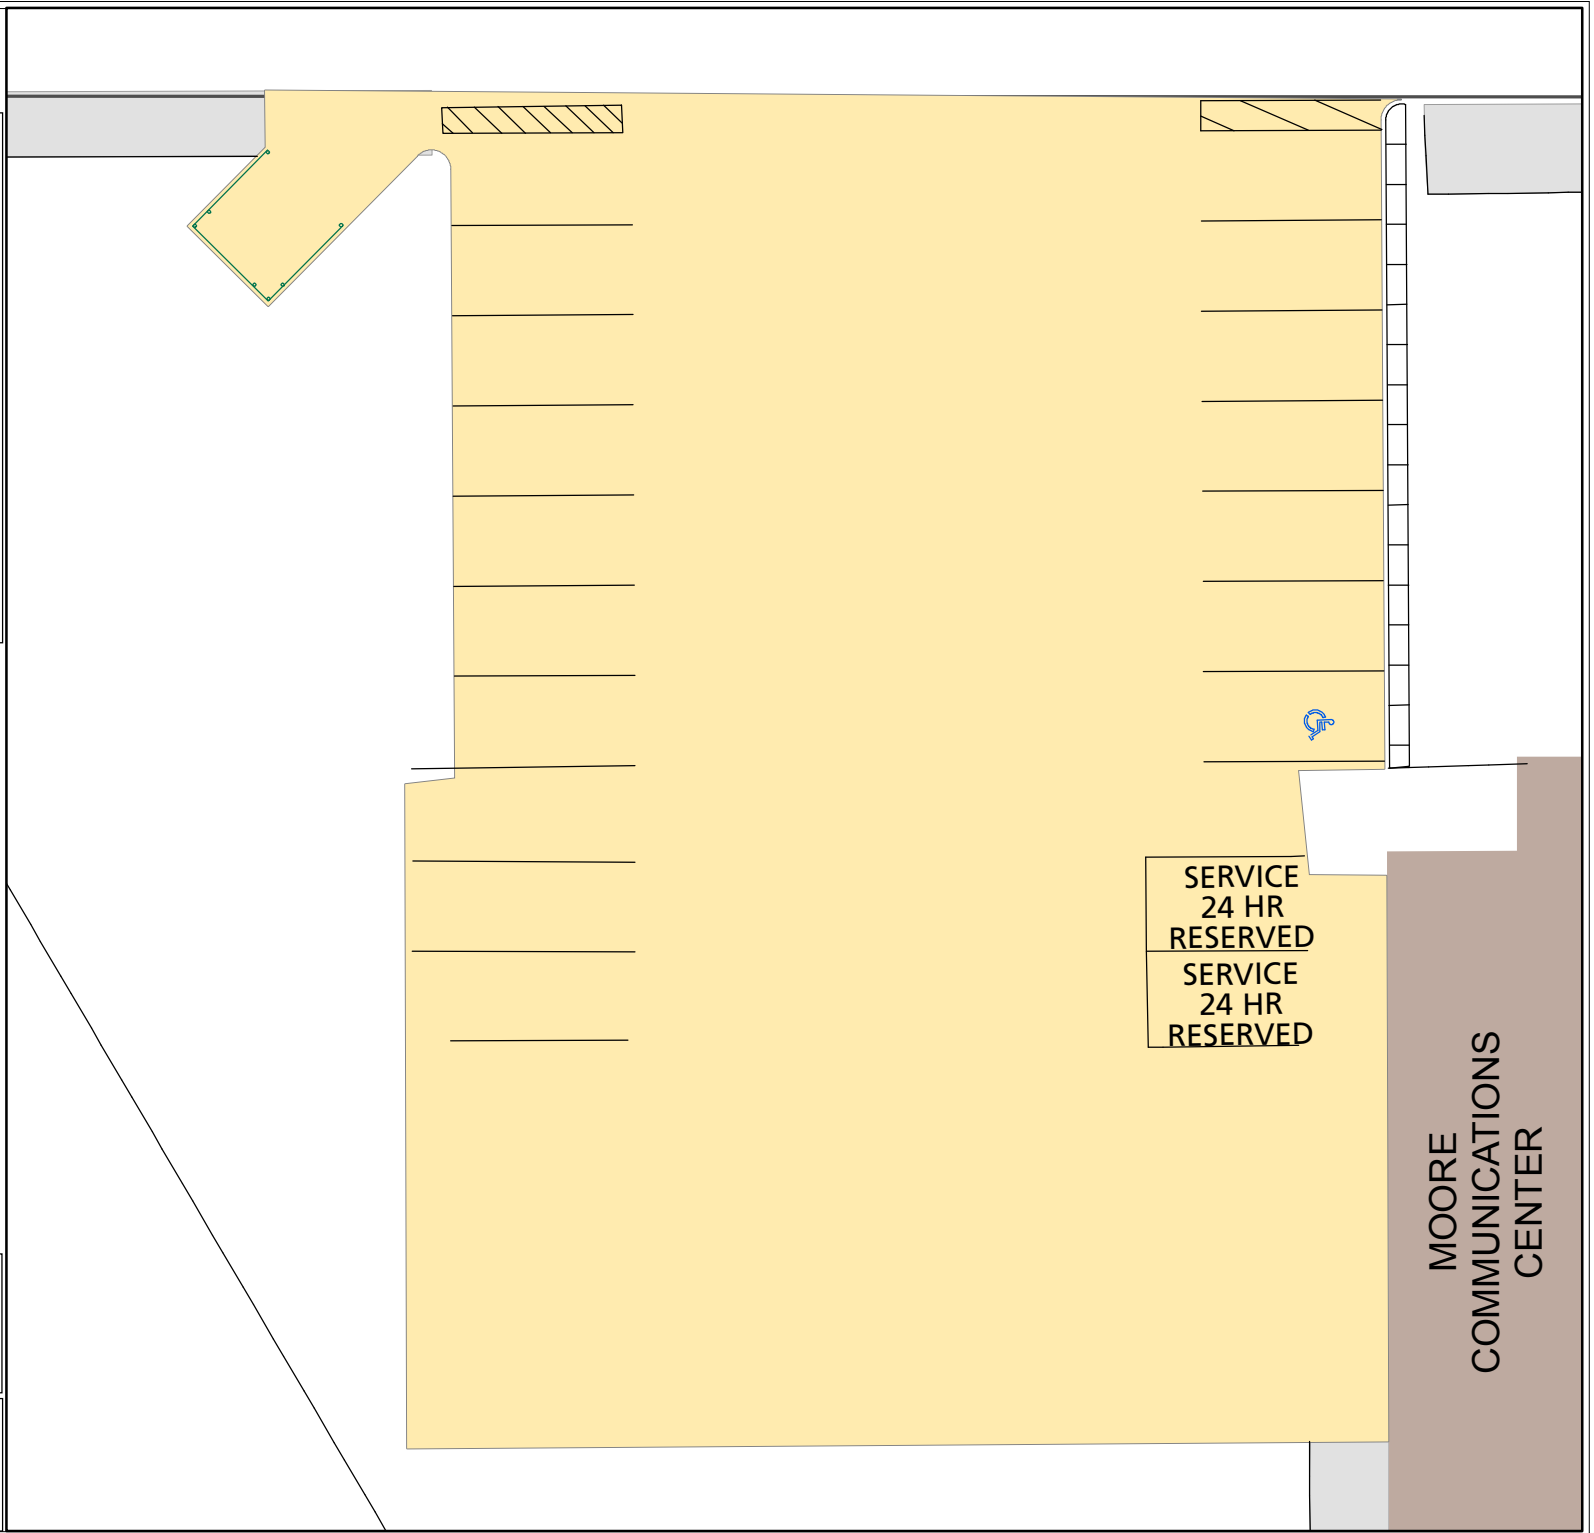 SERVICE
24 HR
RESERVED
SERVICE
24 HR
RESERVED
MOORE
COMMUNICATIONS
CENTER